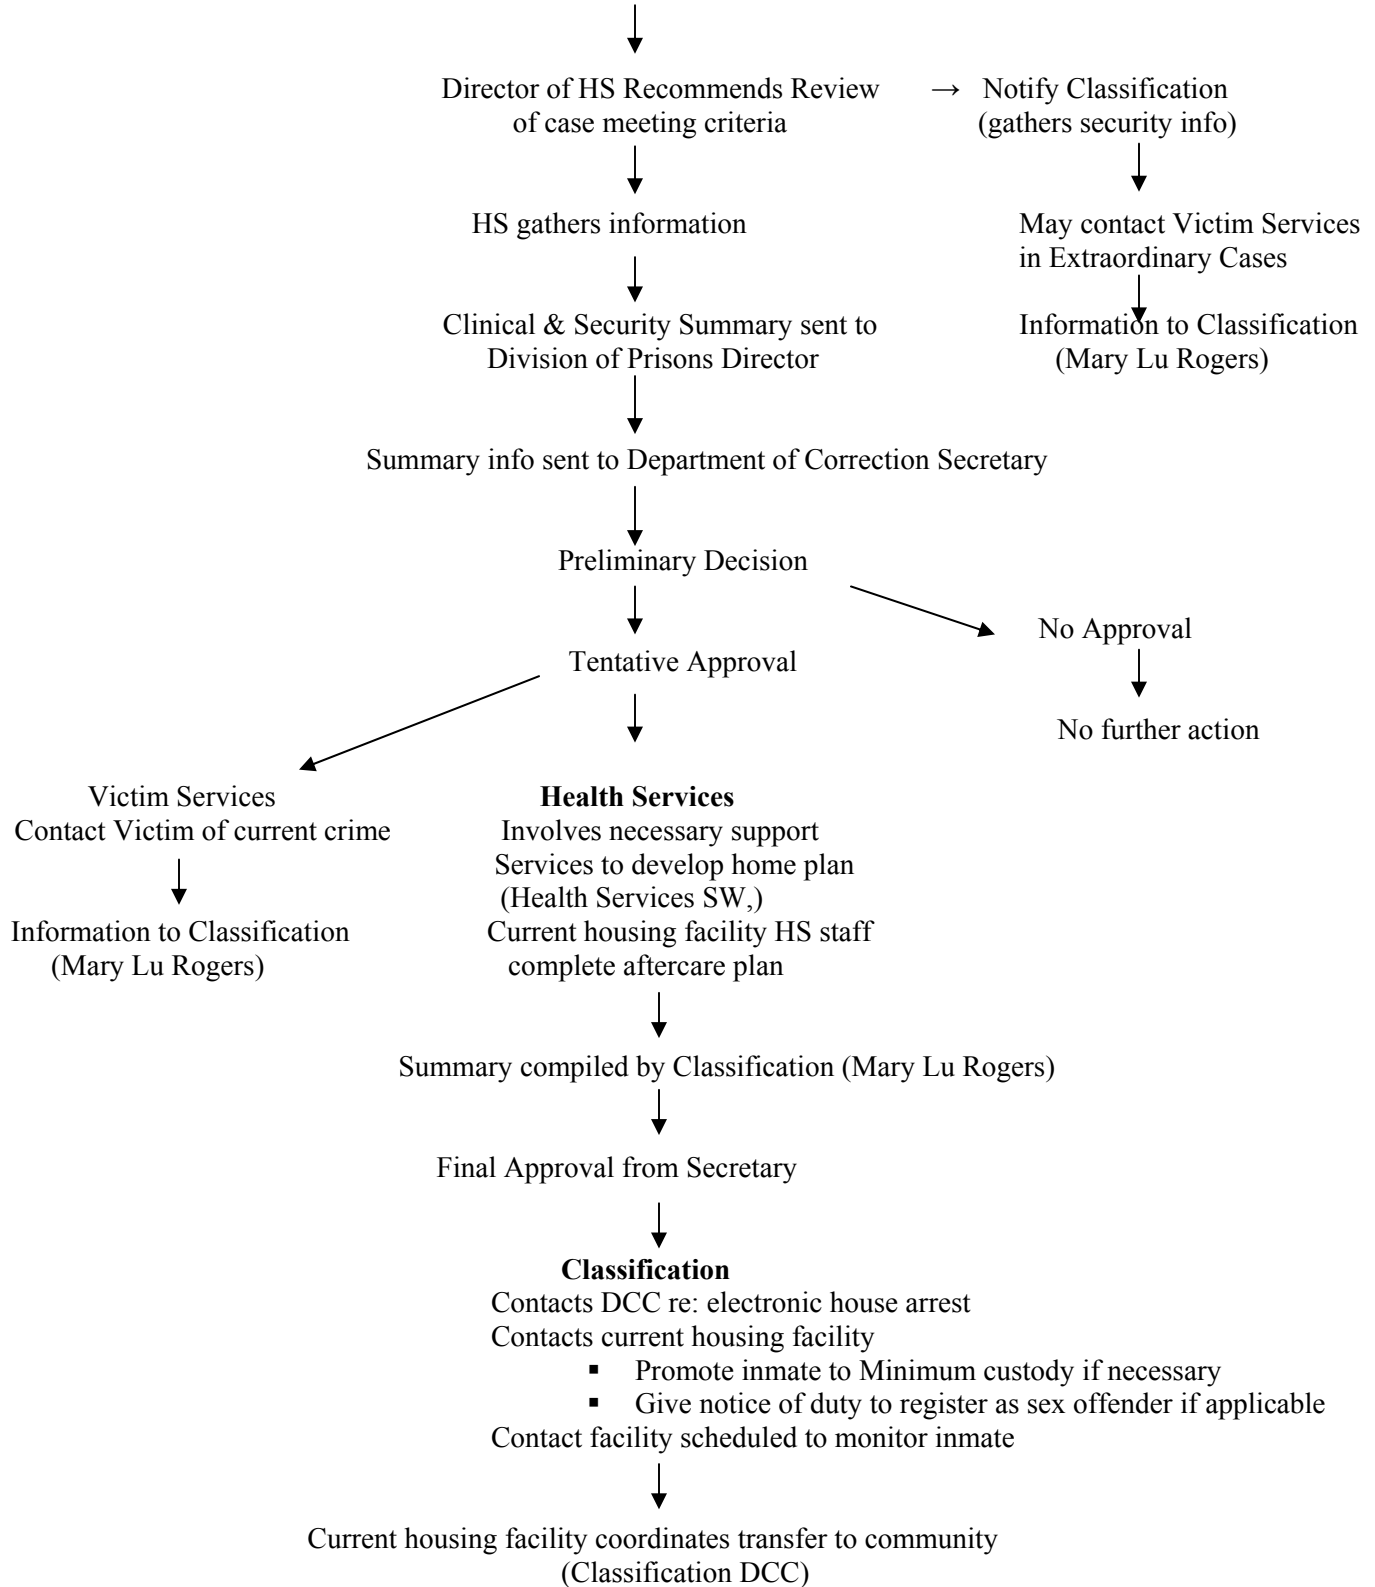 Director of HS Recommends Review → Notify Classification
of case meeting criteria (gathers security info)
HS gathers information May contact Victim Services
in Extraordinary Cases
Clinical & Security Summary sent to Information to Classification
Division of Prisons Director (Mary Lu Rogers)
Summary info sent to Department of Correction Secretary
Preliminary Decision
No Approval
Tentative Approval
No further action
Victim Services Health Services
Contact Victim of current crime Involves necessary support
Services to develop home plan
(Health Services SW,)
Information to Classification Current housing facility HS staff
(Mary Lu Rogers) complete aftercare plan
Summary compiled by Classification (Mary Lu Rogers)
Final Approval from Secretary
Classification
Contacts DCC re: electronic house arrest
Contacts current housing facility
▪ Promote inmate to Minimum custody if necessary
▪ Give notice of duty to register as sex offender if applicable
Contact facility scheduled to monitor inmate
Current housing facility coordinates transfer to community
(Classification DCC)